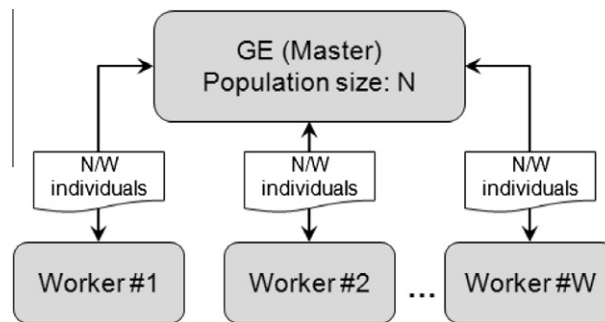 GE (Master)
Population size: N
N/W
individuals
N/W
individuals
N/W
individuals
Worker #1
Worker #2
...
Worker #W